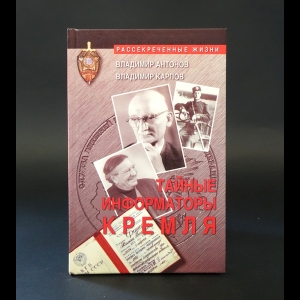 РАССЕКРЕЧЕННЫЕ ЖИЗНИ
ВЛАДИМИР АНТОНОВ
ВЛАДИМИР КАРПОВ
ТАЙНЫЕ
ИНФОРМАТОРЫ
КРЕМЛЯ